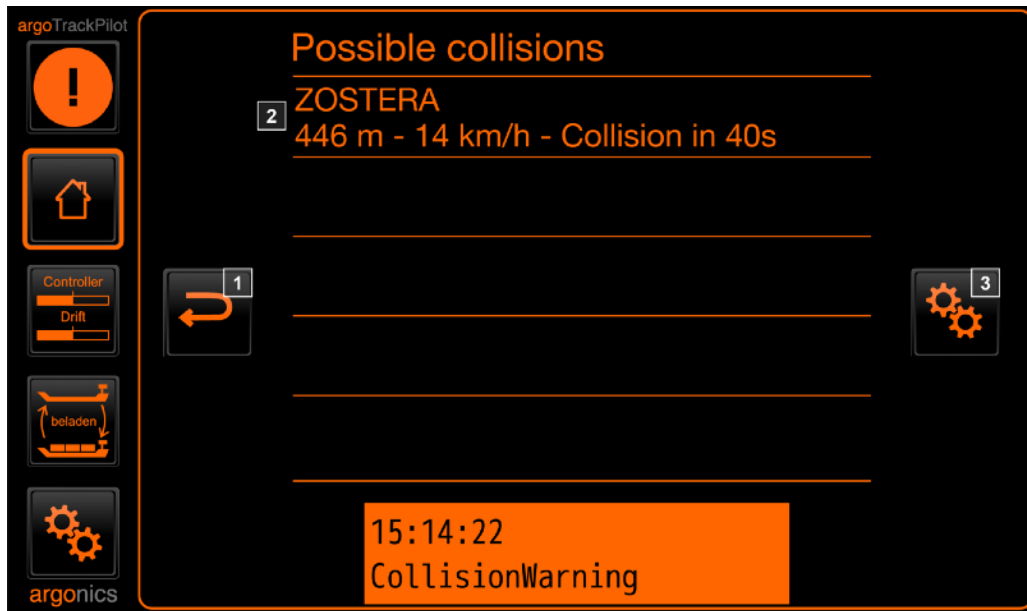 argoTrackPilot
!
Controller
Drift
beladen
argonics
Possible collisions
2
ZOSTERA
446 m - 14 km/h - Collision in 40s
1
3
15:14:22
CollisionWarning